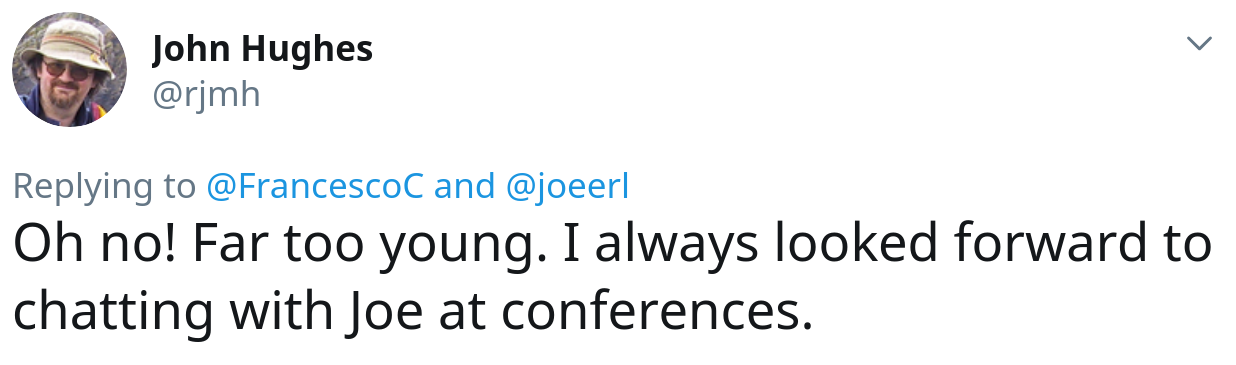 John Hughes
@rjmh
Replying to @FrancescoC and @joeerl
Oh no! Far too young. I always looked forward to
chatting with Joe at conferences.